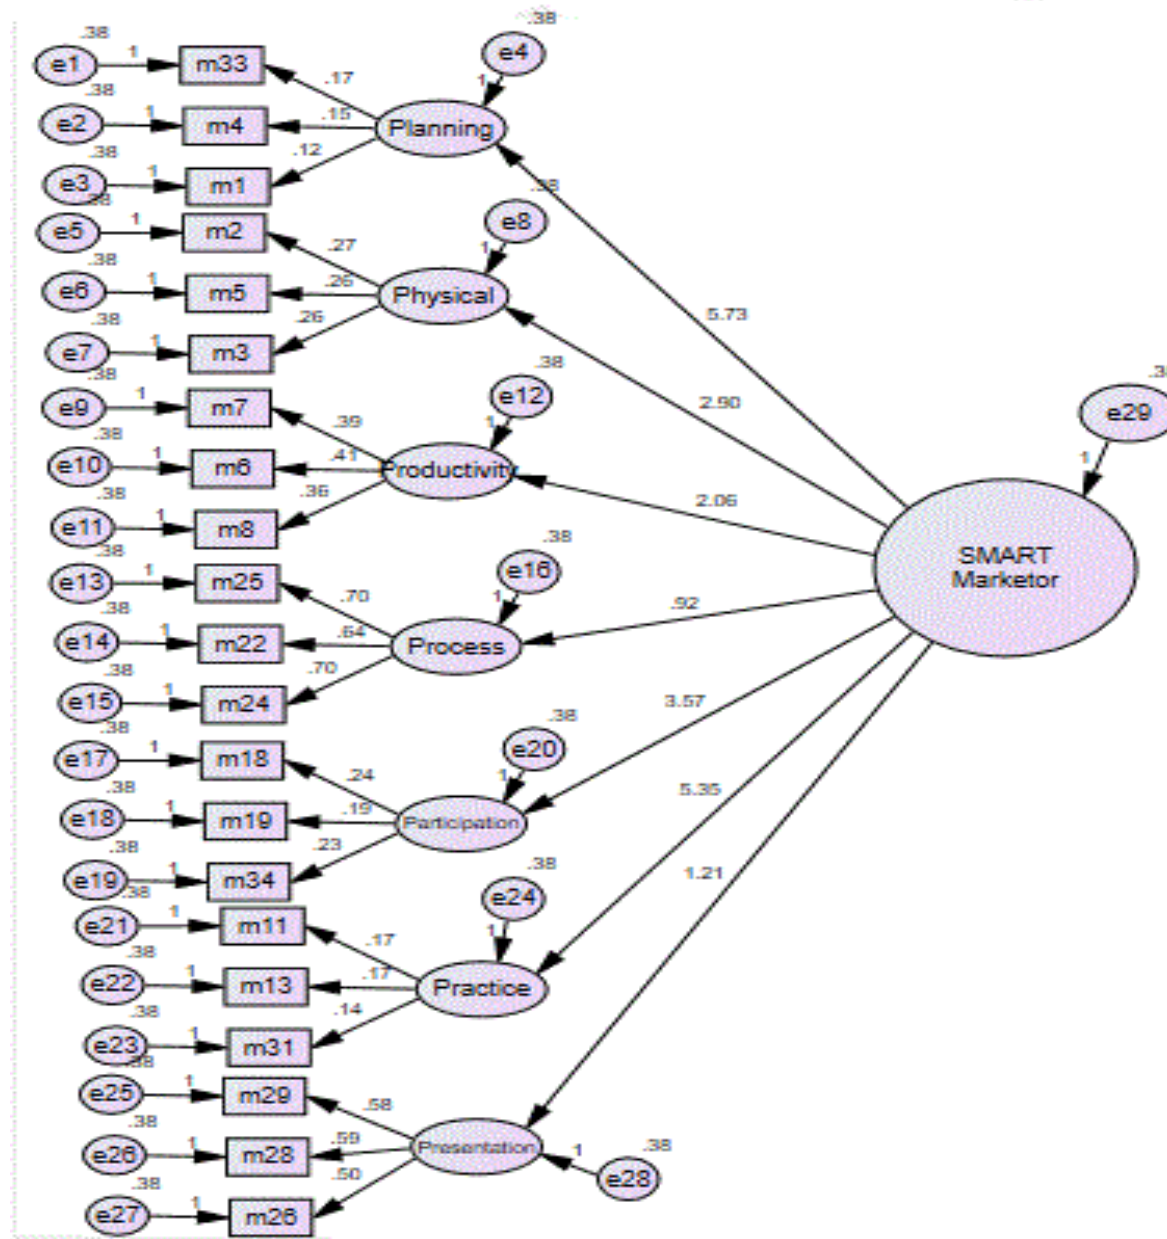 .38
.38
e1
1
m33
e4
.17
1
.38
e2
1
m4
.15
Planning
.38
.12
e3
1
m1
.38
.38
e5
1
m2
e8
.27
1
.38
e6
1
m5
.26
Physical
5.73
.38
.26
e7
1
m3
.38
.38
2.90
e9
1
m7
e12
e29
.39
1
.38
e10
1
m6
.41
Productivity
1
.38
.36
2.06
e11
1
m8
.38
.38
SMART
Marketor
e13
1
m25
e16
.70
1
.92
.38
e14
1
m22
.64
Process
.38
.70
e15
1
m24
3.57
.38
.38
e17
1
m18
e20
.24
1
5.35
.38
e18
1
m19
.19
Participation
.38
.23
.38
1.21
e19
1
m34
.38
e24
e21
1
m11
.17
1
.38
e22
1
m13
.17
Practice
.38
.14
e23
1
m31
.38
e25
1
m29
.58
.38
e26
1
m28
.59
Presentation
1
.38
.38
.50
e28
e27
1
m26